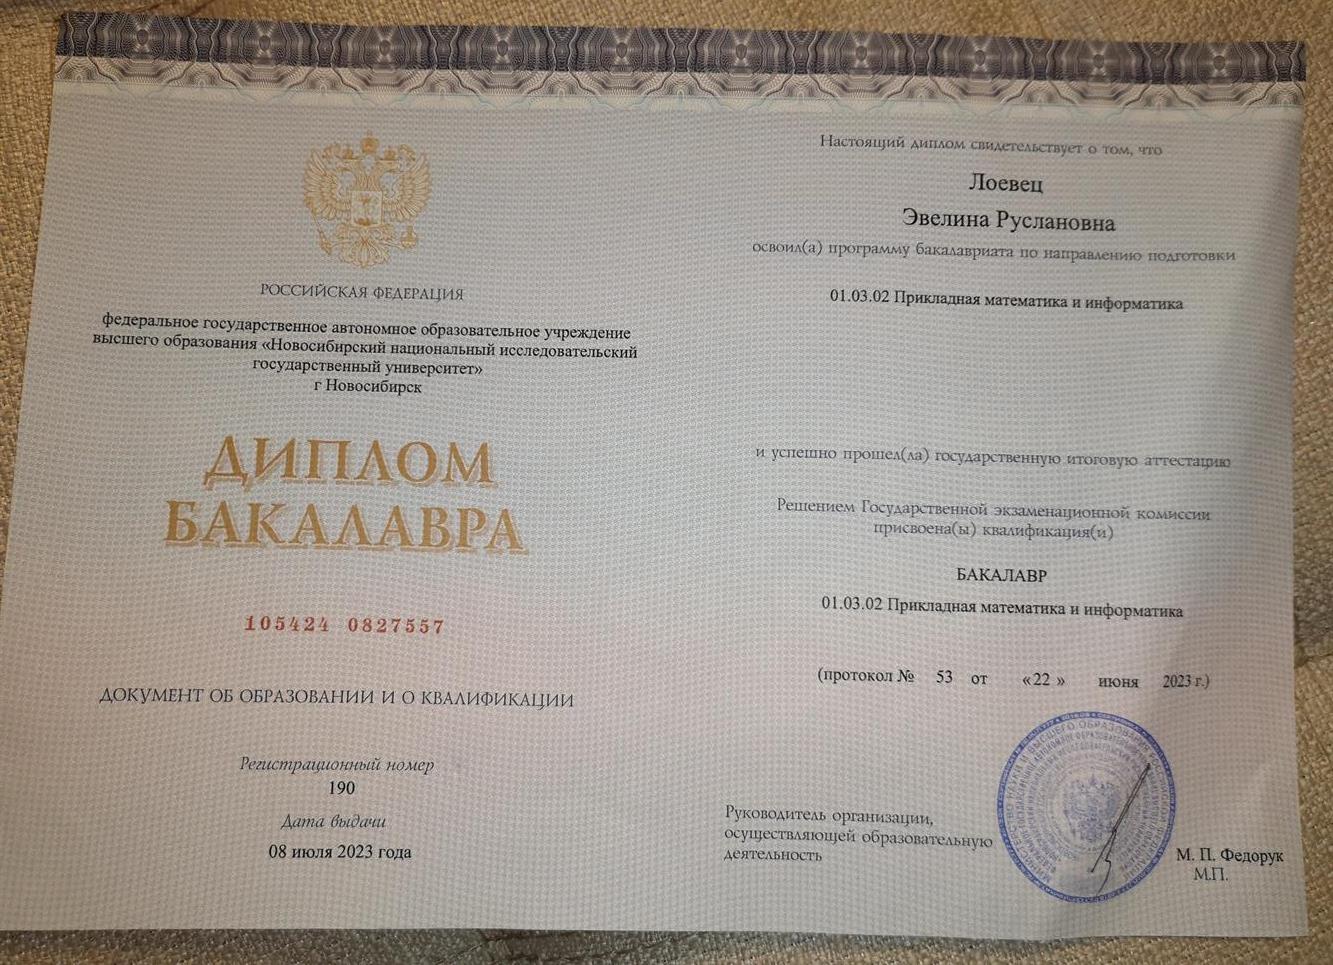 РОССИЙСКАЯ ФЕДЕРАЦИЯ
федеральное государственное автономное образовательное учреждение
высшего образования «Новосибирский национальный исследовательский
государственный университет»
г Новосибирск
ДИПЛОМ
БАКАЛАВРА
105424 0827557
ДОКУМЕНТ ОБ ОБРАЗОВАНИИ И О КВАЛИФИКАЦИИ
Регистрационный номер
190
Дата выдачи
08 июля 2023 года
Настоящий диплом свидетельствует о том, что
Лоевец
Эвелина Руслановна
освоил(а) программу бакалавриата по направлению подготовки
01.03.02 Прикладная математика и информатика
и успешно прошел(ла) государственную итоговую аттестацию
Решением Государственной экзаменационной комиссии
присвоена(ы) квалификация(и)
БАКАЛАВР
01.03.02 Прикладная математика и информатика
(протокол № 53 от «22 » июня 2023 г.)
Руководитель организации,
осуществляющей образовательную
деятельность
М. П. Федорук
М.П.